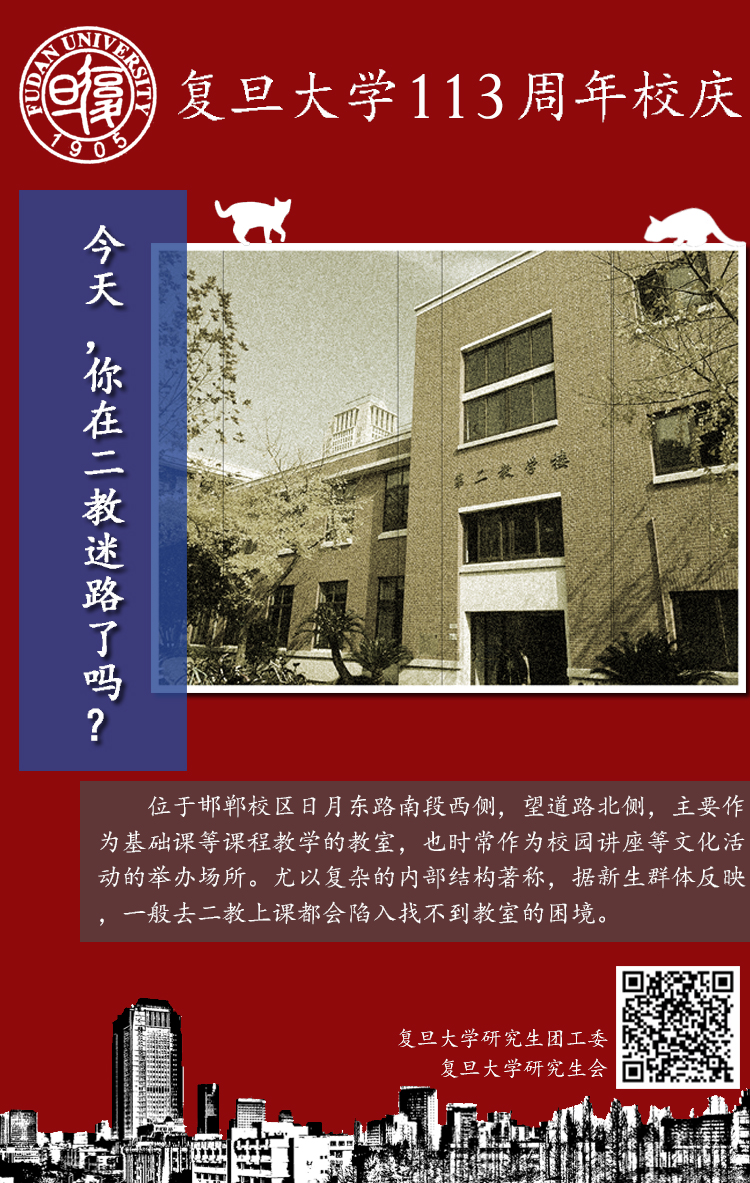 FUDAN UNIVERSITY
復旦
1905
复旦大学113周年校庆
今天,你在二教迷路了吗?
第二教学楼
位于邯郸校区日月东路南段西侧，望道路北侧，主要作
为基础课等课程教学的教室，也时常作为校园讲座等文化活
动的举办场所。尤以复杂的内部结构著称，据新生群体反映
，一般去二教上课都会陷入找不到教室的困境。
复旦大学研究生团工委
复旦大学研究生会